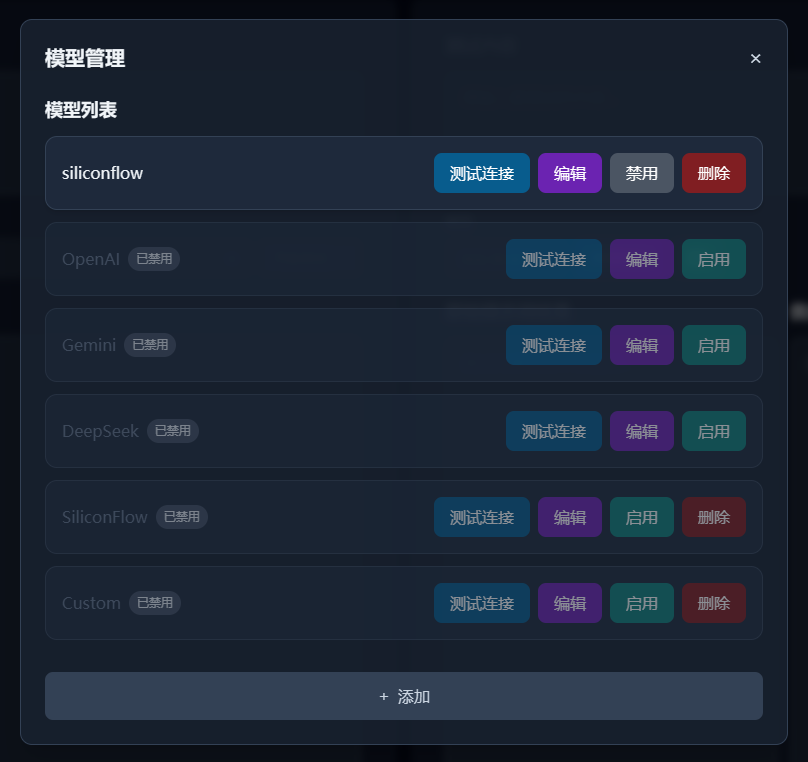 模型管理 ×
模型列表
siliconflow 测试连接 编辑 禁用 删除
OpenAI 已禁用 测试连接 编辑 启用
Gemini 已禁用 测试连接 编辑 启用
DeepSeek 已禁用 测试连接 编辑 启用
SiliconFlow 已禁用 测试连接 编辑 启用 删除
Custom 已禁用 测试连接 编辑 启用 删除
+ 添加